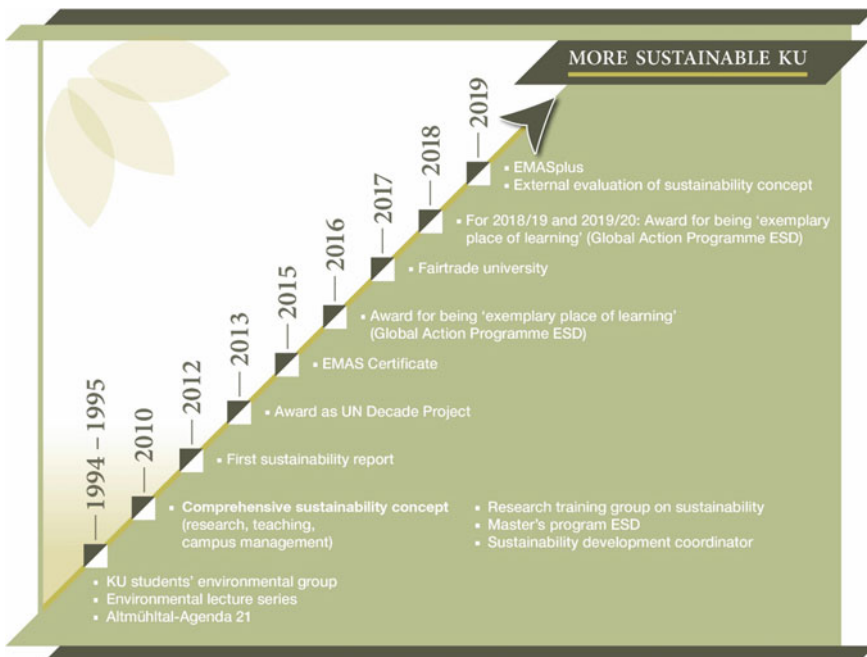 MORE SUSTAINABLE KU
2019
▪ EMASplus
▪ External evaluation of sustainability concept
2018
▪ For 2018/19 and 2019/20: Award for being ‘exemplary
place of learning’ (Global Action Programme ESD)
2017
▪ Fairtrade university
2016
▪ Award for being ‘exemplary place of learning’
(Global Action Programme ESD)
2015
▪ EMAS Certificate
2013
▪ Award as UN Decade Project
2012
▪ First sustainability report
2010
▪ Comprehensive sustainability concept
(research, teaching,
campus management)
▪ Research training group on sustainability
▪ Master's program ESD
▪ Sustainability development coordinator
1994 – 1995
▪ KU students’ environmental group
▪ Environmental lecture series
▪ Altmühltal-Agenda 21